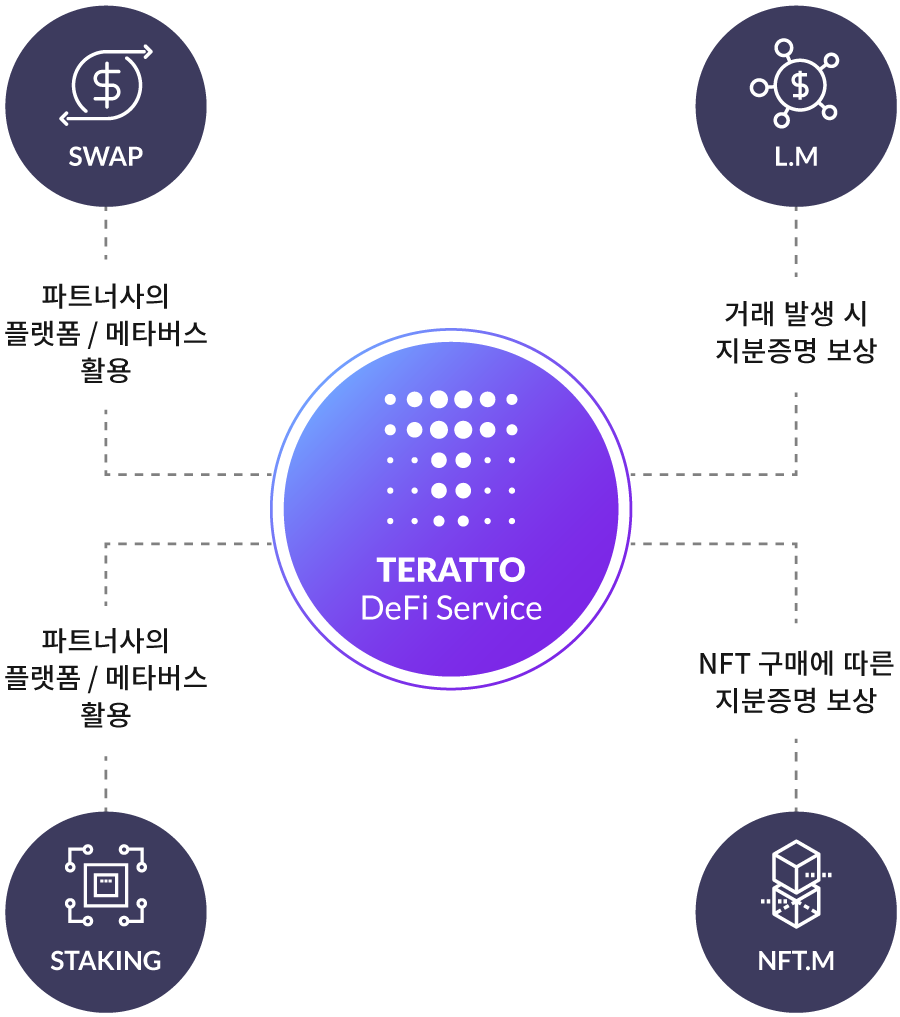 SWAP
L.M
파트너사의
플랫폼 / 메타버스
활용
거래 발생 시
지분증명 보상
TERATTO
DeFi Service
파트너사의
플랫폼 / 메타버스
활용
NFT 구매에 따른
지분증명 보상
STAKING
NFT.M